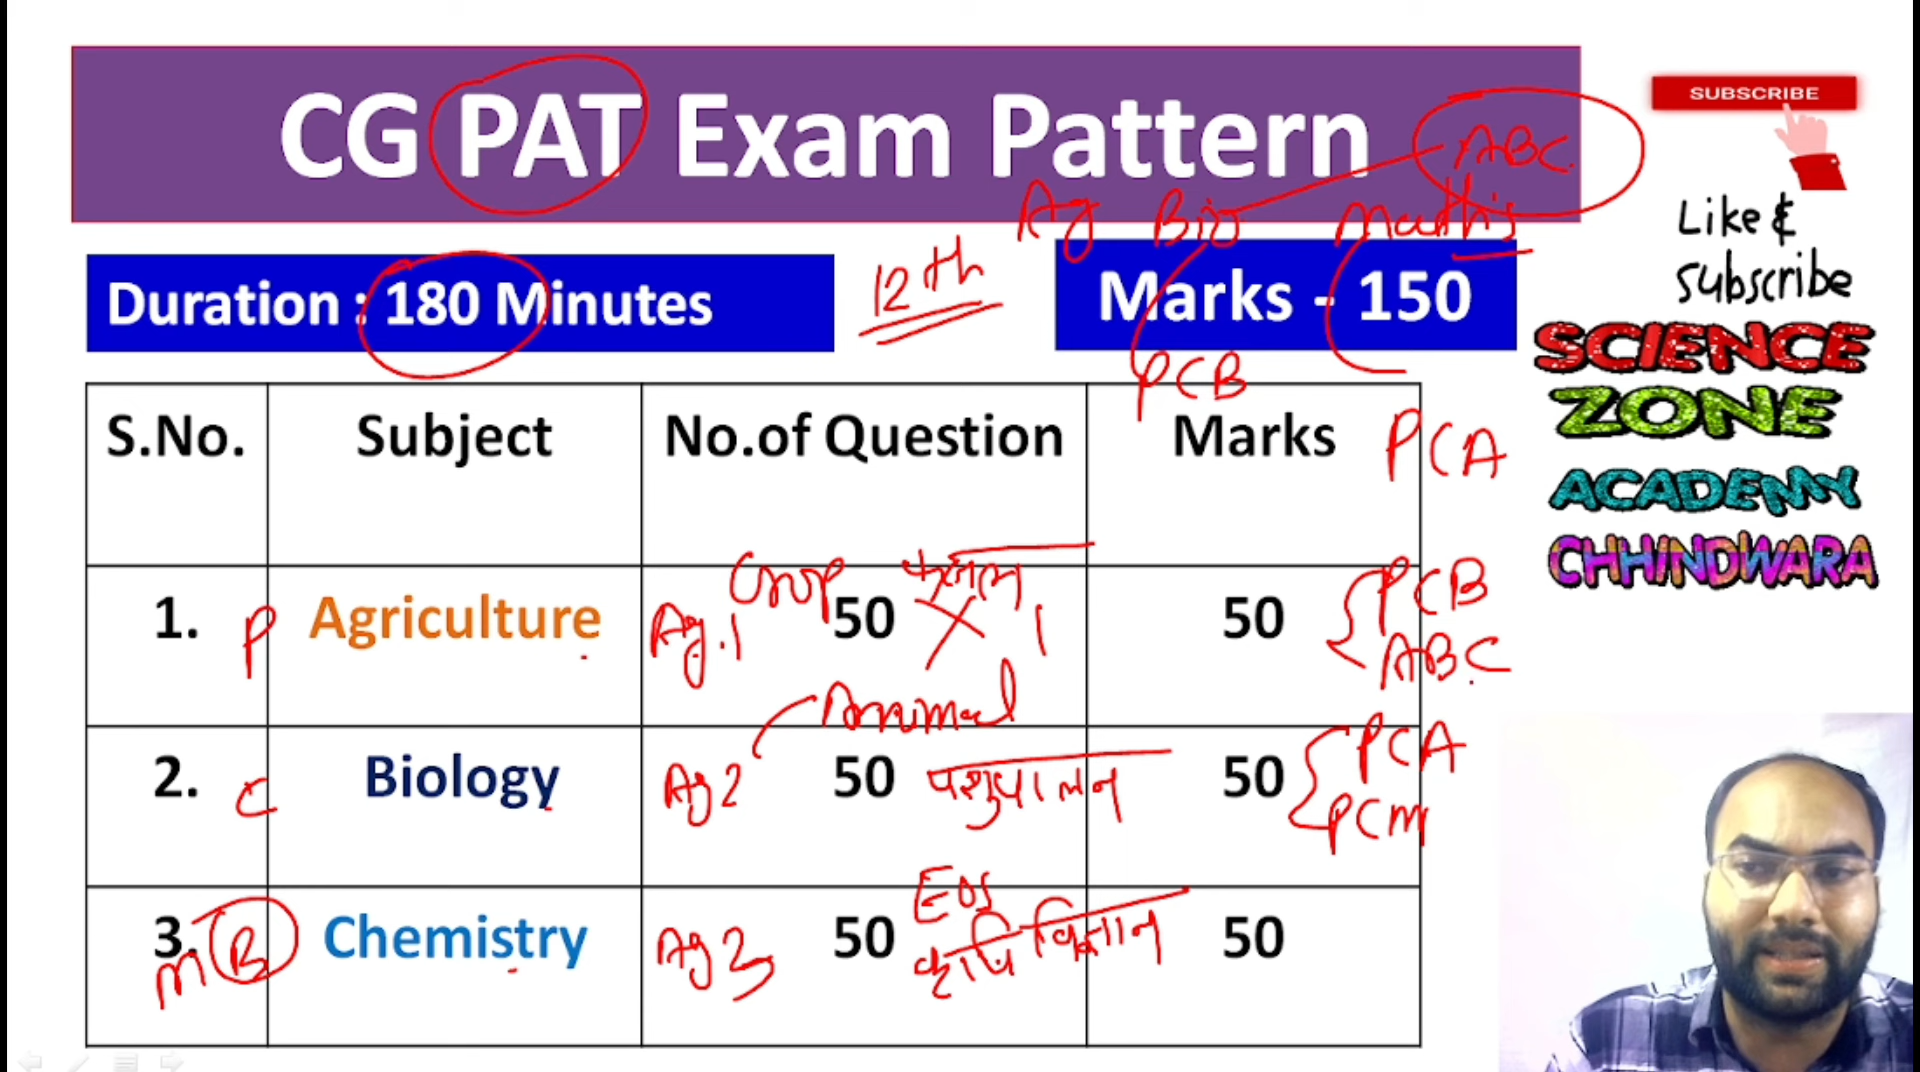 CG PAT Exam Pattern
SUBSCRIBE
ABC
Ag Bio Maths
Like &
Subscribe
Duration : 180 Minutes
12th
Marks - 150
SCIENCE
ZONE
ACADEMY
CHHINDWARA
PCB
PCA
S.No. Subject No.of Question Marks
Crop फसल
1. P Agriculture Ag.1 50 X 1 50 PCB
ABC
Animal
2. C Biology Ag 2 50 पशुपालन 50 PCA
PCM
3. M B Chemistry Ag 3 50 50